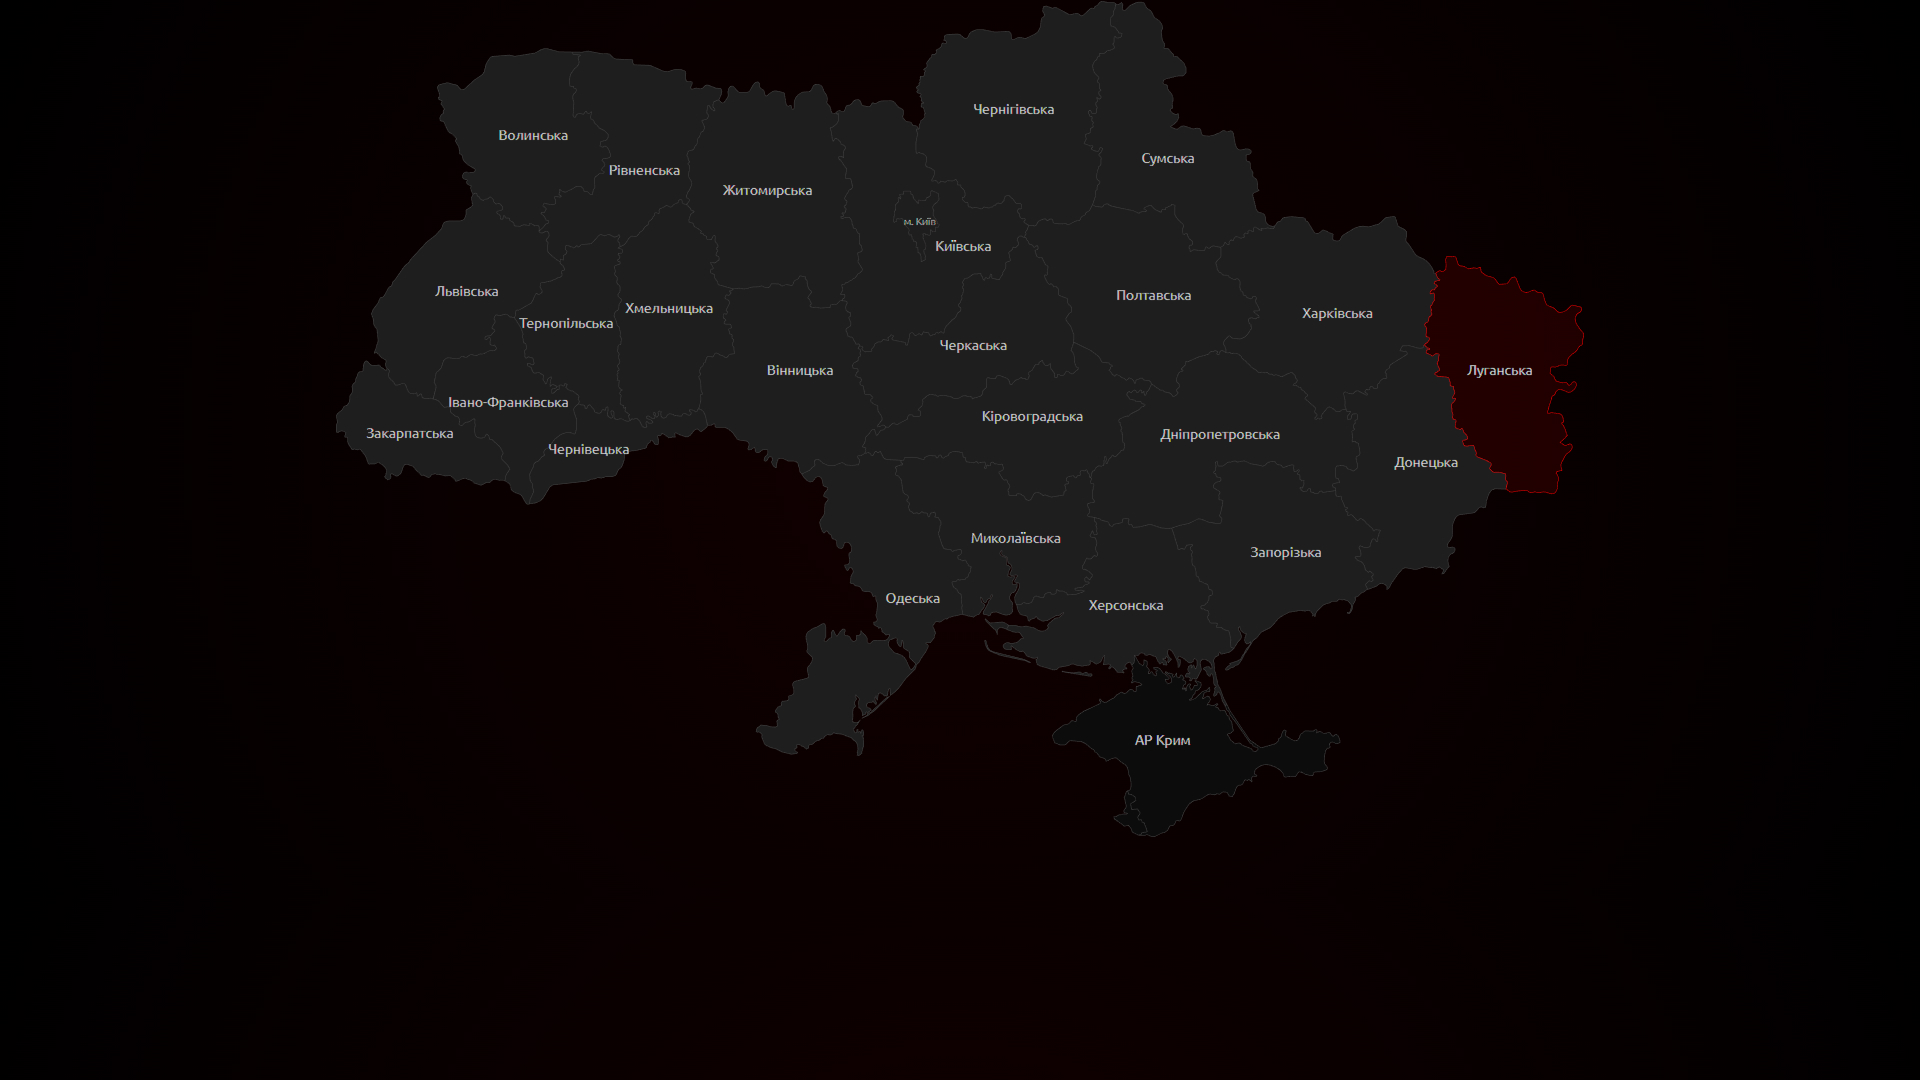 Чернігівська
Волинська
Сумська
Рівненська
Житомирська
м. Київ
Київська
Львівська
Полтавська
Хмельницька
Харківська
Тернопільська
Черкаська
Вінницька
Луганська
Івано-Франківська
Кіровоградська
Закарпатська
Дніпропетровська
Чернівецька
Донецька
Миколаївська
Запорізька
Одеська
Херсонська
АР Крим